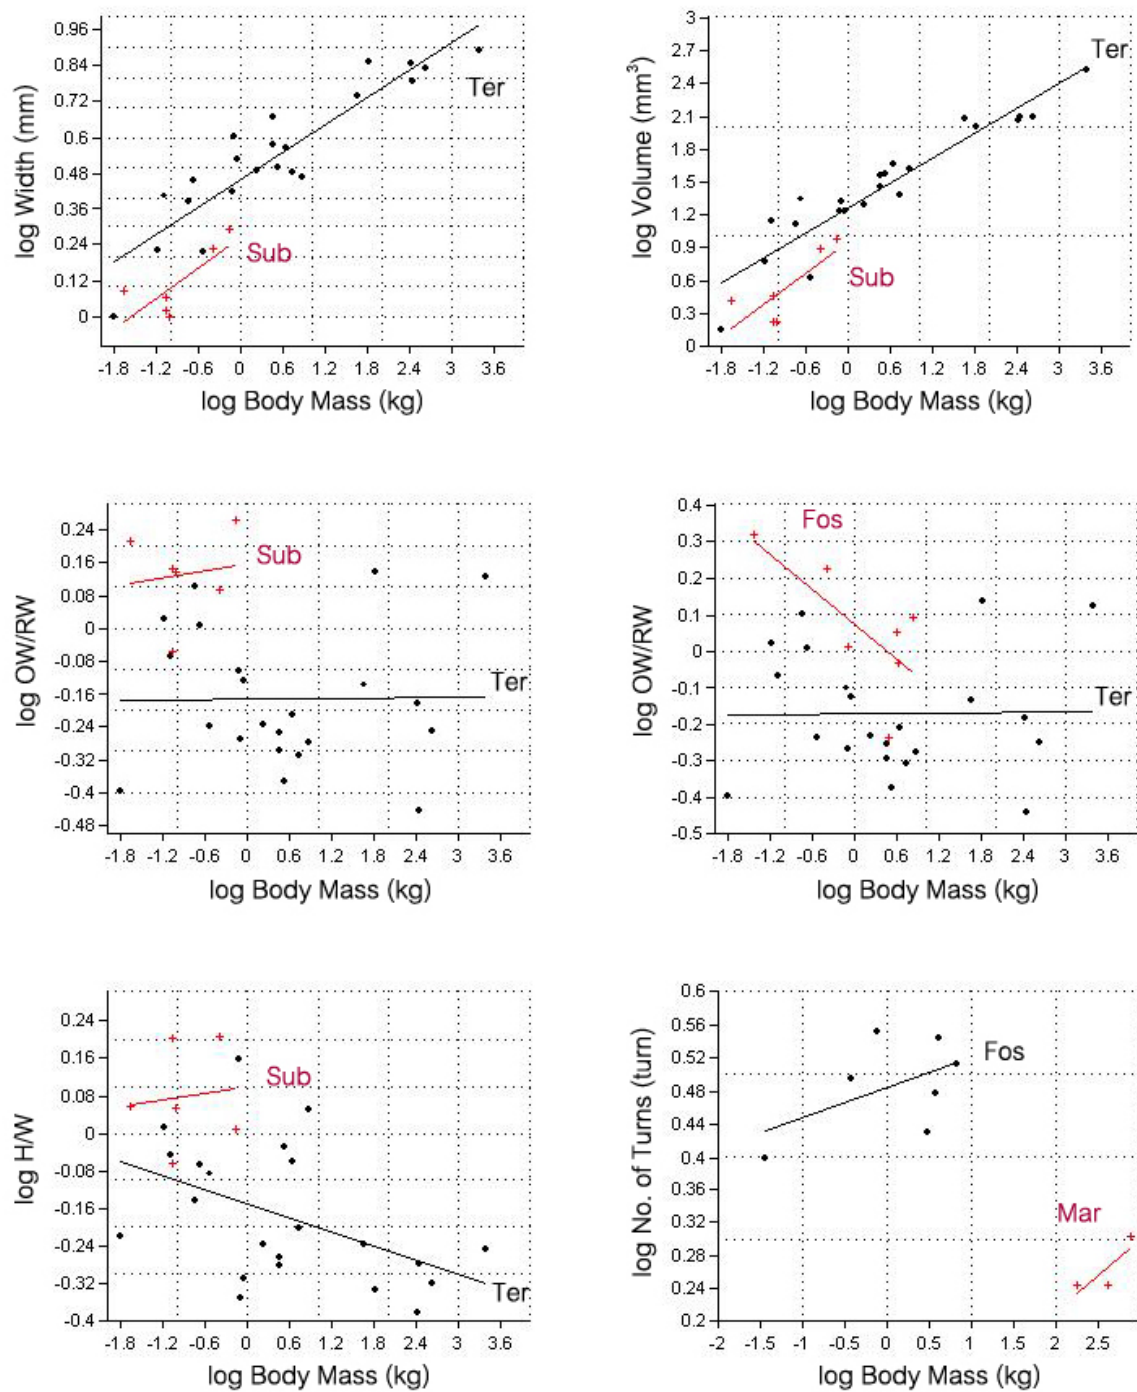 0.96
0.84
0.72
0.6
0.48
0.36
0.24
0.12
0
log Width (mm)
Ter
Sub
-1.8 -1.2 -0.6 0 0.6 1.2 1.8 2.4 3 3.6
log Body Mass (kg)
3
2.7
2.4
2.1
1.8
1.5
1.2
0.9
0.6
0.3
0
log Volume (mm³)
Ter
Sub
-1.8 -1.2 -0.6 0 0.6 1.2 1.8 2.4 3 3.6
log Body Mass (kg)
0.24
0.16
0.08
0
-0.08
-0.16
-0.24
-0.32
-0.4
-0.48
log OW/RW
Sub
Ter
-1.8 -1.2 -0.6 0 0.6 1.2 1.8 2.4 3 3.6
log Body Mass (kg)
0.4
0.3
0.2
0.1
0
-0.1
-0.2
-0.3
-0.4
-0.5
log OW/RW
Fos
Ter
-1.8 -1.2 -0.6 0 0.6 1.2 1.8 2.4 3 3.6
log Body Mass (kg)
0.24
0.16
0.08
0
-0.08
-0.16
-0.24
-0.32
-0.4
log H/W
Sub
Ter
-1.8 -1.2 -0.6 0 0.6 1.2 1.8 2.4 3 3.6
log Body Mass (kg)
0.6
0.56
0.52
0.48
0.44
0.4
0.32
0.28
0.24
0.2
log No. of Turns (turn)
Fos
Mar
-2 -1.5 -1 -0.5 0 0.5 1 1.5 2 2.5
log Body Mass (kg)